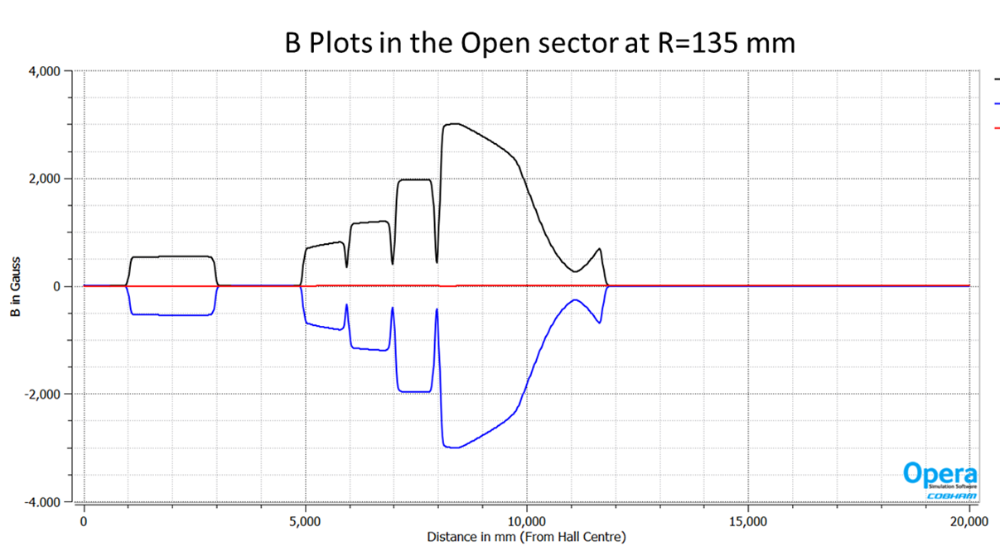 B Plots in the Open sector at R=135 mm
4,000
2,000
0
-2,000
-4.000
B in Gauss
0 5,000 10,000 15,000 20,000
Distance in mm (From Hall Centre)
Opera
Simulation Software
COBHAM